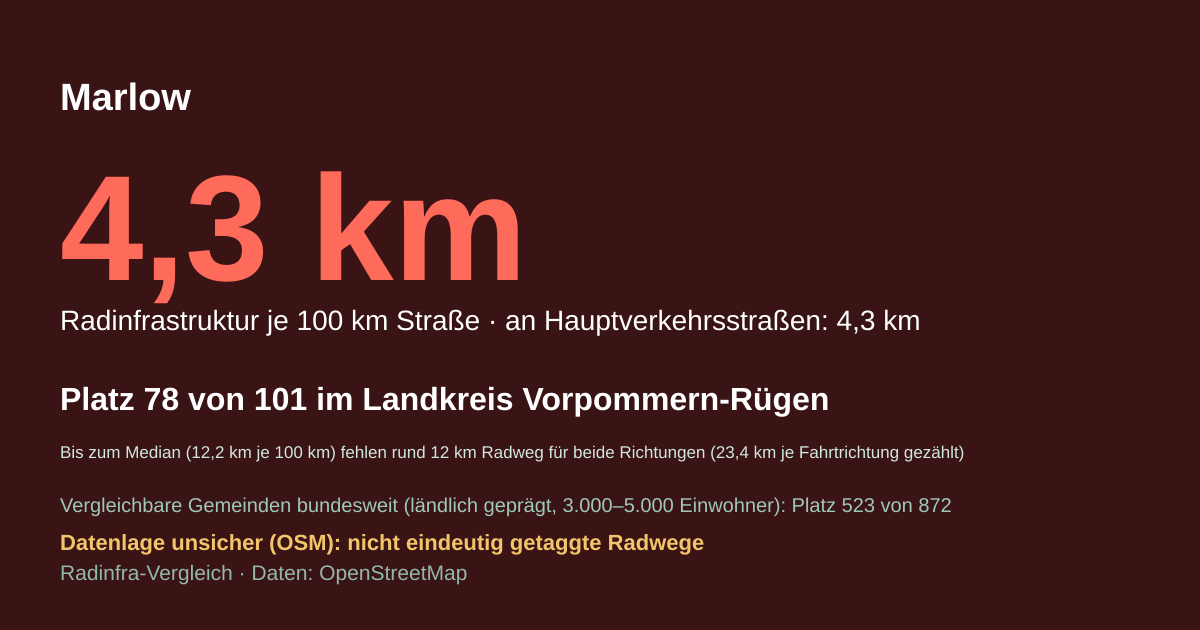 Marlow
4,3 km
Radinfrastruktur je 100 km Straße · an Hauptverkehrsstraßen: 4,3 km
Platz 78 von 101 im Landkreis Vorpommern-Rügen
Bis zum Median (12,2 km je 100 km) fehlen rund 12 km Radweg für beide Richtungen (23,4 km je Fahrtrichtung gezählt)
Vergleichbare Gemeinden bundesweit (ländlich geprägt, 3.000–5.000 Einwohner): Platz 523 von 872
Datenlage unsicher (OSM): nicht eindeutig getaggte Radwege
Radinfra-Vergleich · Daten: OpenStreetMap